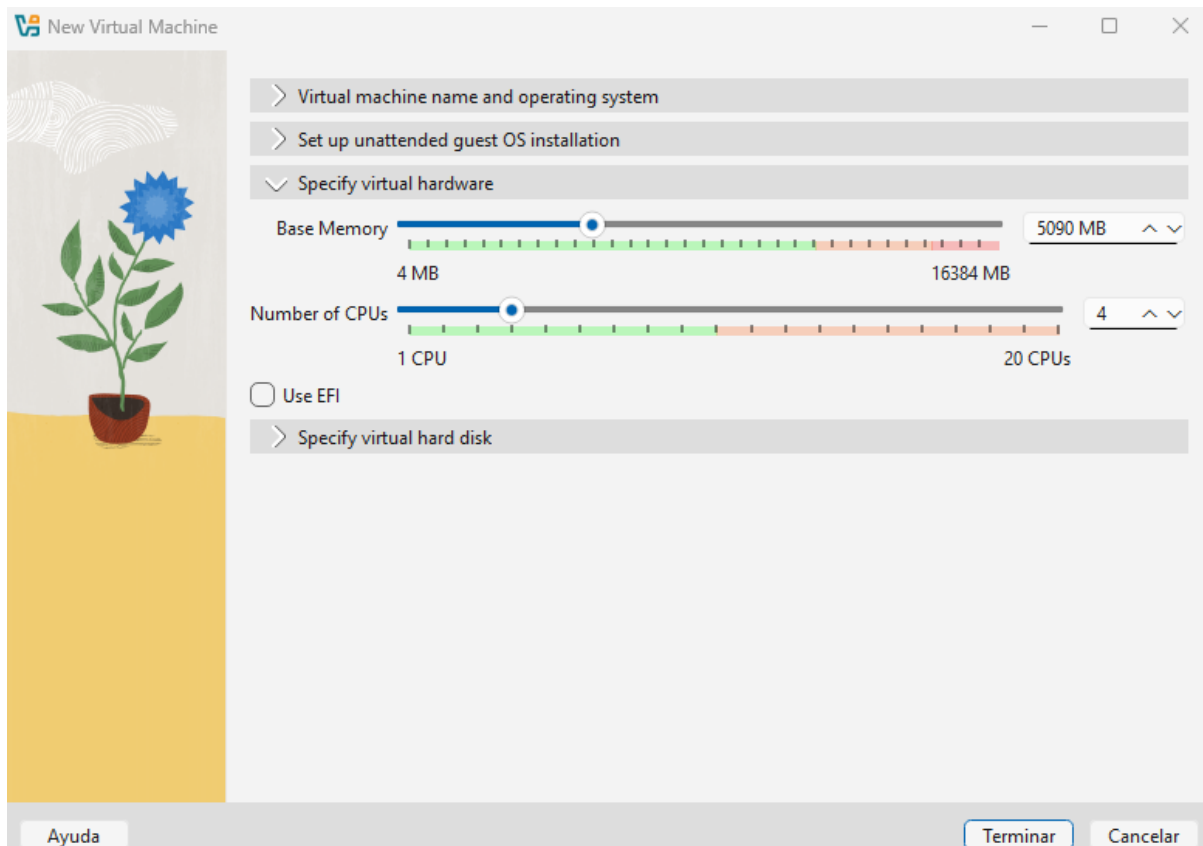 New Virtual Machine
Virtual machine name and operating system
Set up unattended guest OS installation
Specify virtual hardware
Base Memory 5090 MB
4 MB 16384 MB
Number of CPUs 4
1 CPU 20 CPUs
Use EFI
Specify virtual hard disk
Ayuda Terminar Cancelar